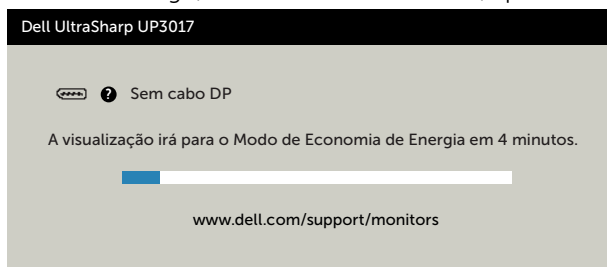 Dell UltraSharp UP3017
? Sem cabo DP
A visualização irá para o Modo de Economia de Energia em 4 minutos.
www.dell.com/support/monitors